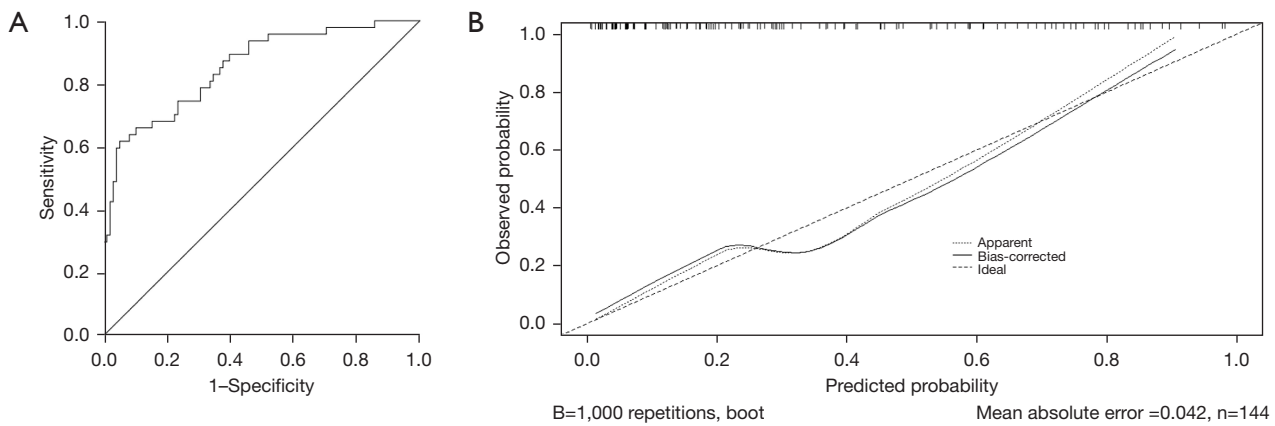 A
1.0
0.8
0.6
0.4
0.2
0.0
Sensitivity
0.0 0.2 0.4 0.6 0.8 1.0
1–Specificity
B
1.0
0.8
0.6
0.4
0.2
0.0
Observed probability
Apparent
Bias-corrected
Ideal
0.0 0.2 0.4 0.6 0.8 1.0
Predicted probability
B=1,000 repetitions, boot
Mean absolute error =0.042, n=144